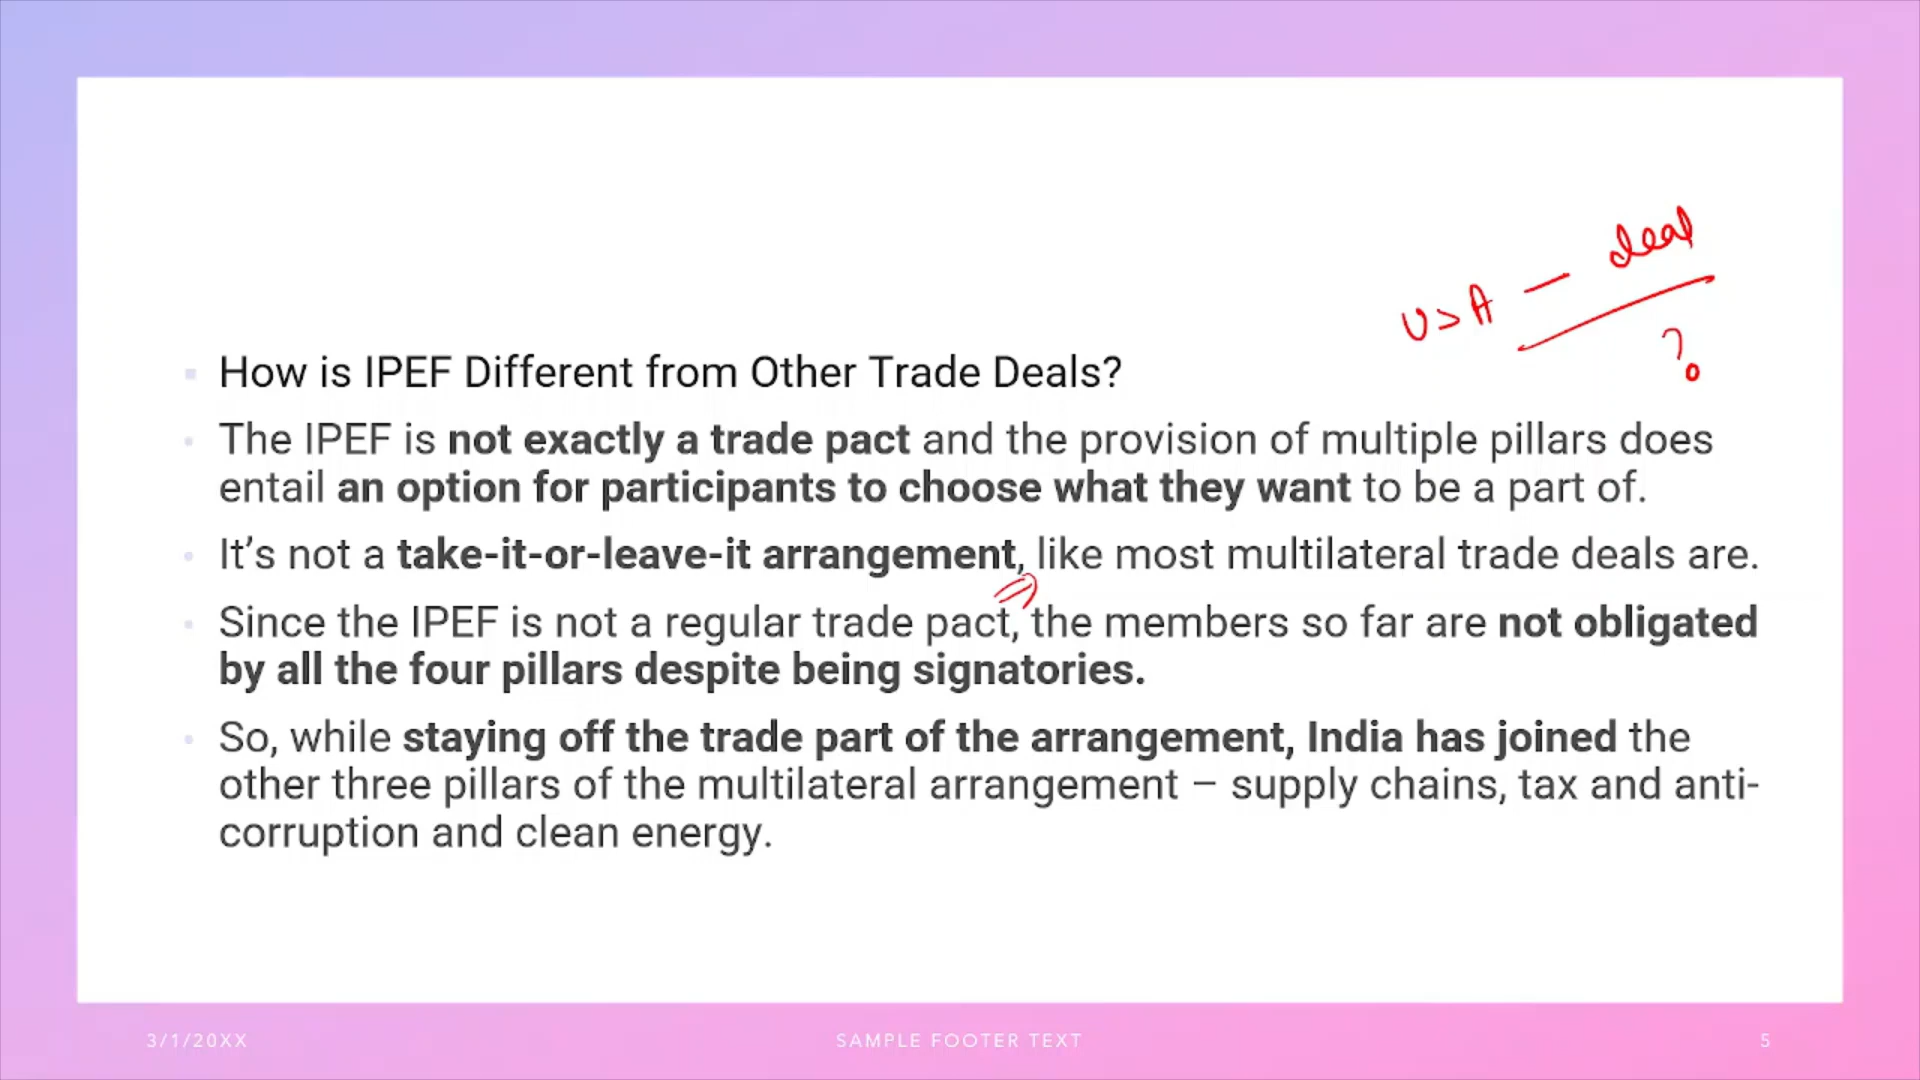 USA – deal
?
How is IPEF Different from Other Trade Deals?
The IPEF is not exactly a trade pact and the provision of multiple pillars does
entail an option for participants to choose what they want to be a part of.
It’s not a take-it-or-leave-it arrangement, like most multilateral trade deals are.
Since the IPEF is not a regular trade pact, the members so far are not obligated
by all the four pillars despite being signatories.
So, while staying off the trade part of the arrangement, India has joined the
other three pillars of the multilateral arrangement – supply chains, tax and anti-
corruption and clean energy.
3/1/20XX
SAMPLE FOOTER TEXT
5